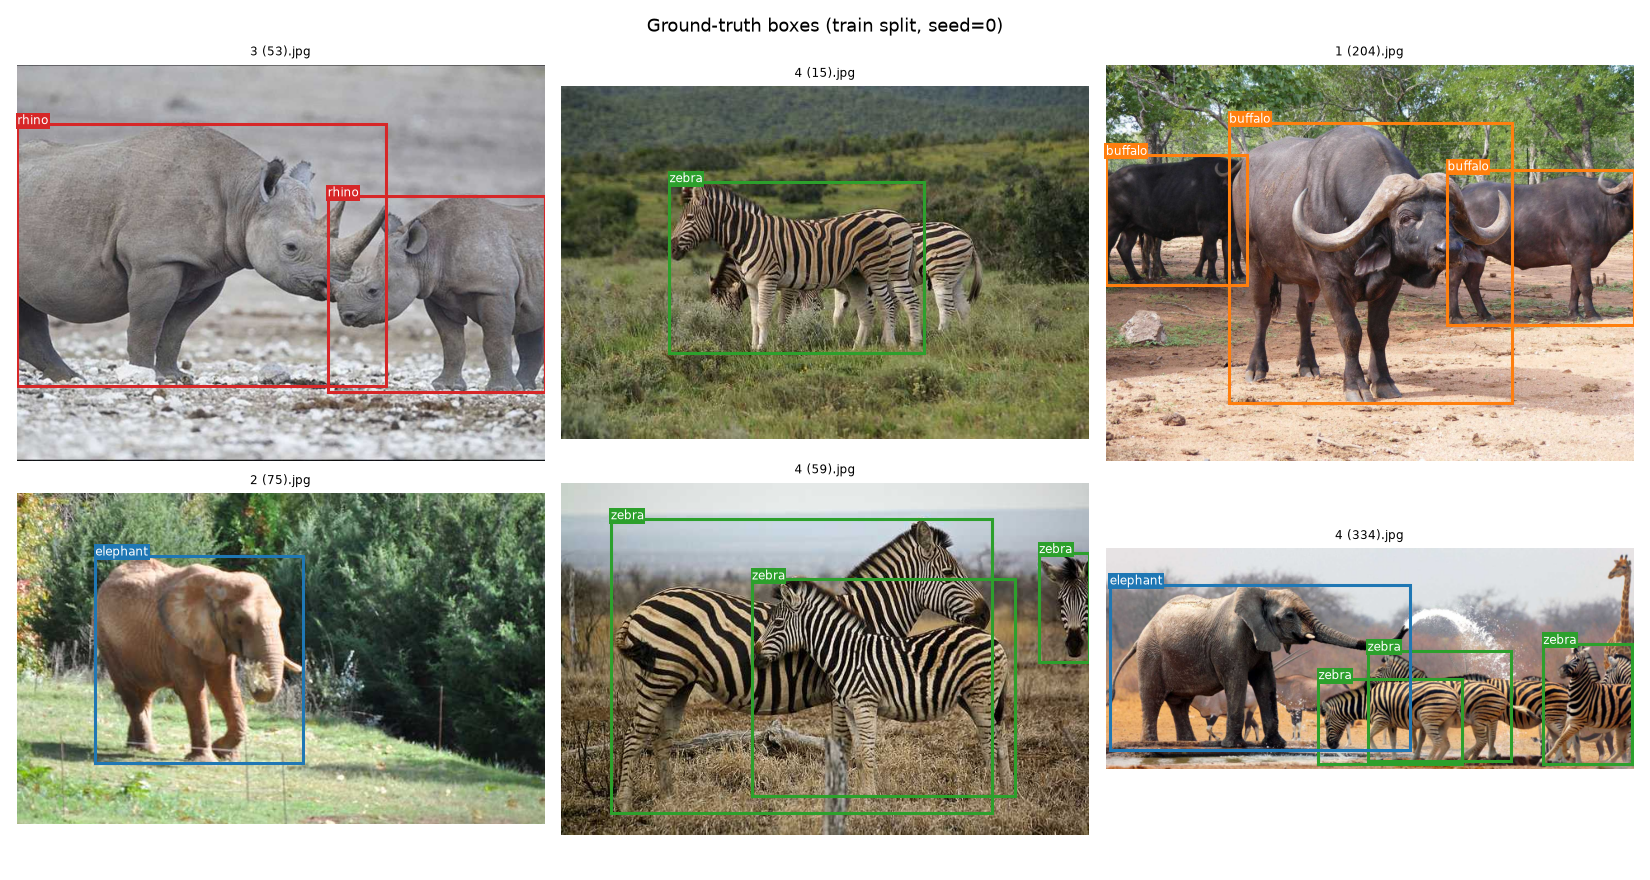 Ground-truth boxes (train split, seed=0)
3 (53).jpg
4 (15).jpg
1 (204).jpg
rhino
rhino
zebra
buffalo
buffalo
buffalo
2 (75).jpg
4 (59).jpg
4 (334).jpg
elephant
zebra
zebra
zebra
elephant
zebra
zebra
zebra